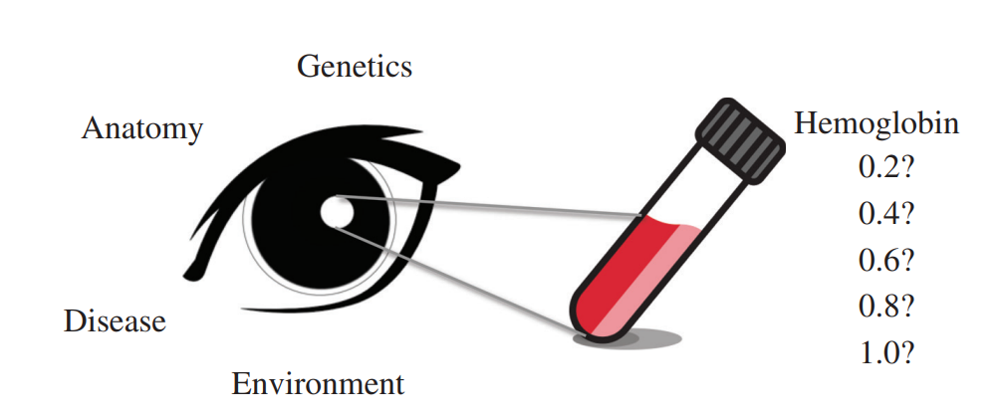 Genetics
Anatomy
Disease
Environment
Hemoglobin
0.2?
0.4?
0.6?
0.8?
1.0?